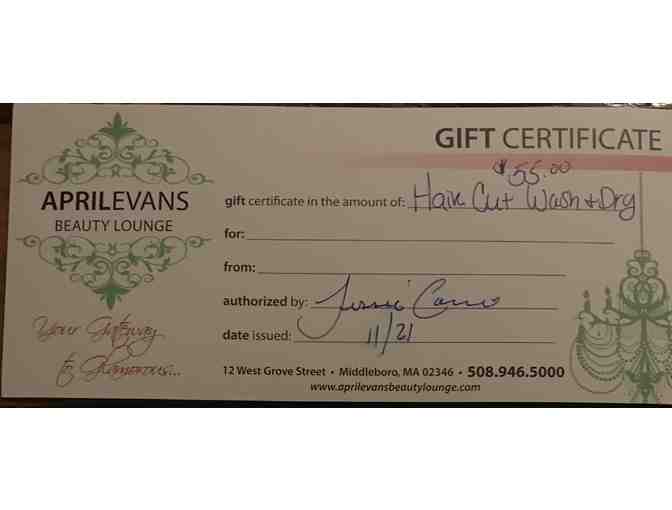 GIFT CERTIFICATE
$55.00
APRILEVANS
BEAUTY LOUNGE
gift certificate in the amount of: Hair Cut Wash & Dry
for:
from:
authorized by:
date issued: 11/21
Your Gateway
to Glamorous...
12 West Grove Street • Middleboro, MA 02346 • 508.946.5000
www.aprilevansbeautylounge.com